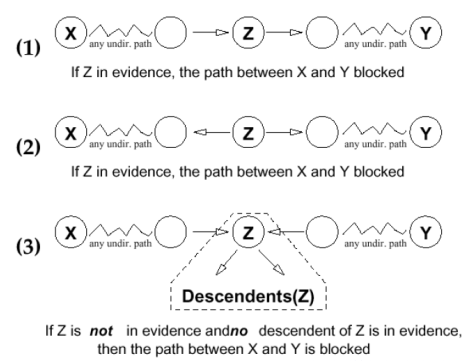 (1) X any undir. path Z any undir. path Y
If Z in evidence, the path between X and Y blocked
(2) X any undir. path Z any undir. path Y
If Z in evidence, the path between X and Y blocked
(3) X any undir. path Z any undir. path Y
Descendents(Z)
If Z is not in evidence andno descendent of Z is in evidence,
then the path between X and Y is blocked